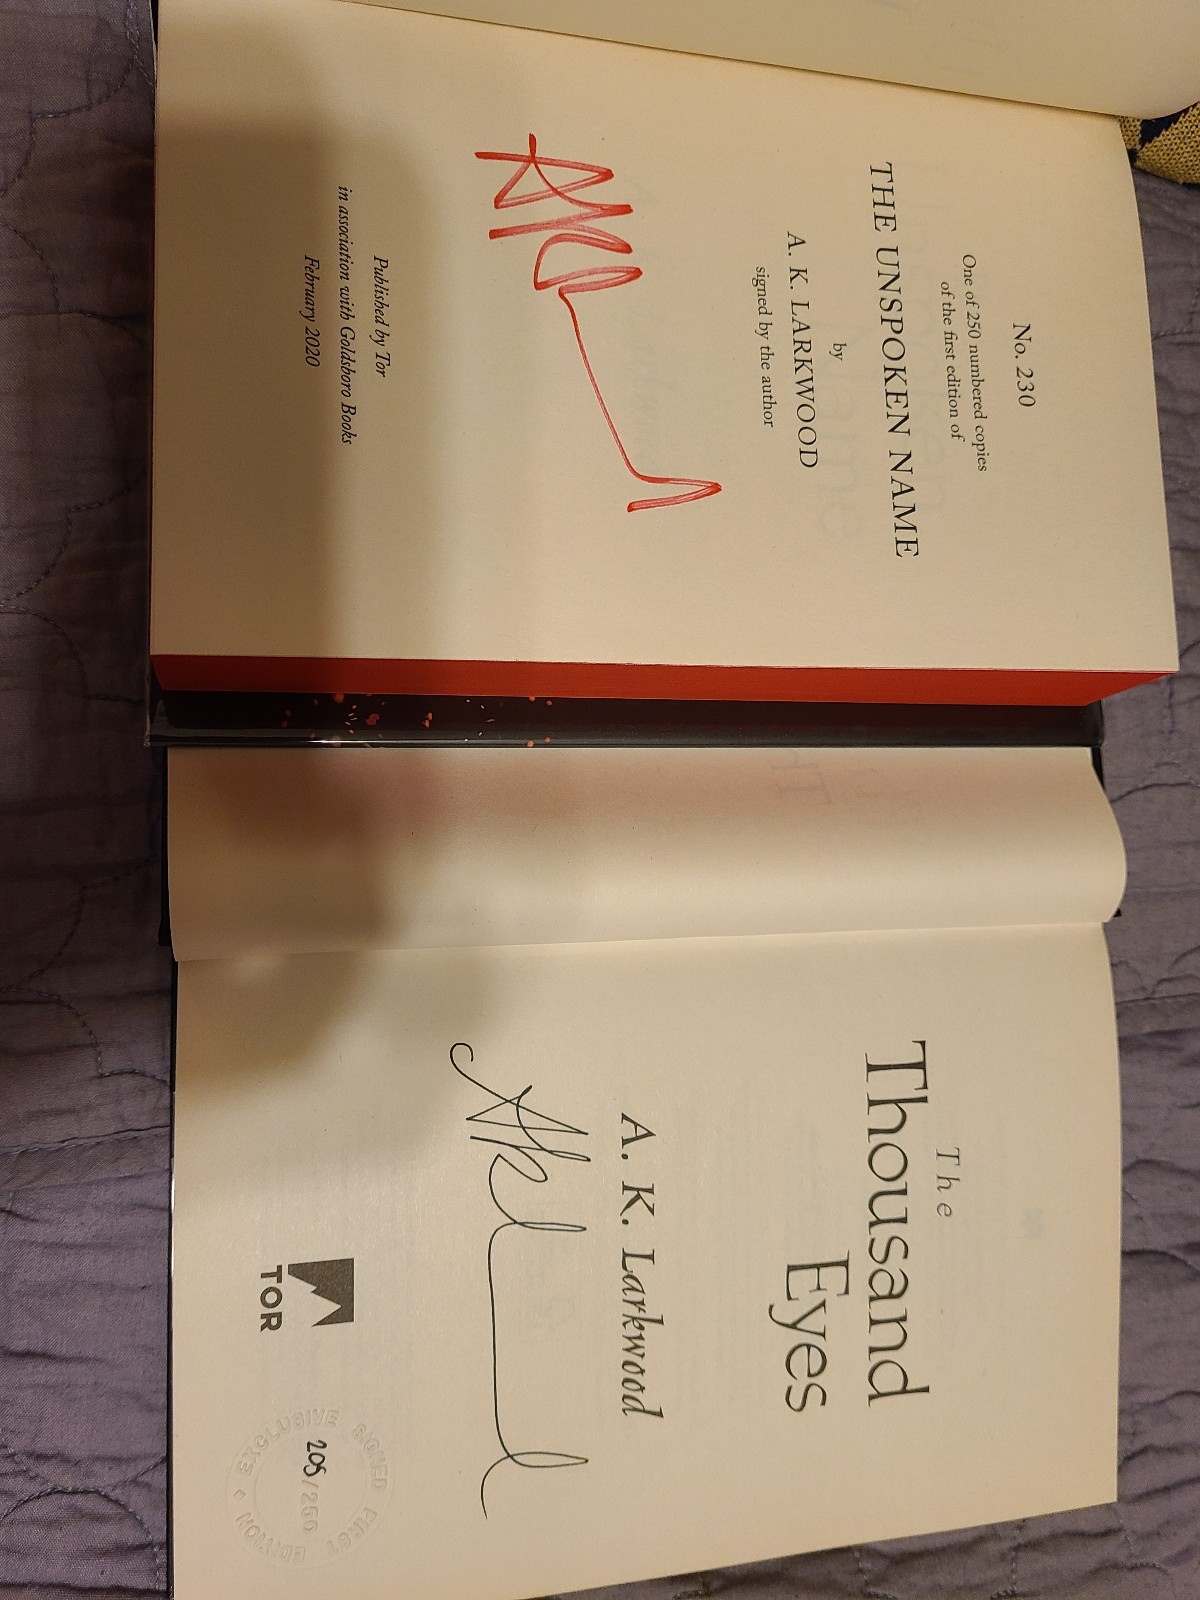 No. 230
One of 250 numbered copies
of the first edition of
THE UNSPOKEN NAME
by
A. K. LARKWOOD
signed by the author
Published by Tor
in association with Goldsboro Books
February 2020
The
Thousand
Eyes
A. K. Larkwood
TOR
EXCLUSIVE SIGNED FIRST EDITION
205/250